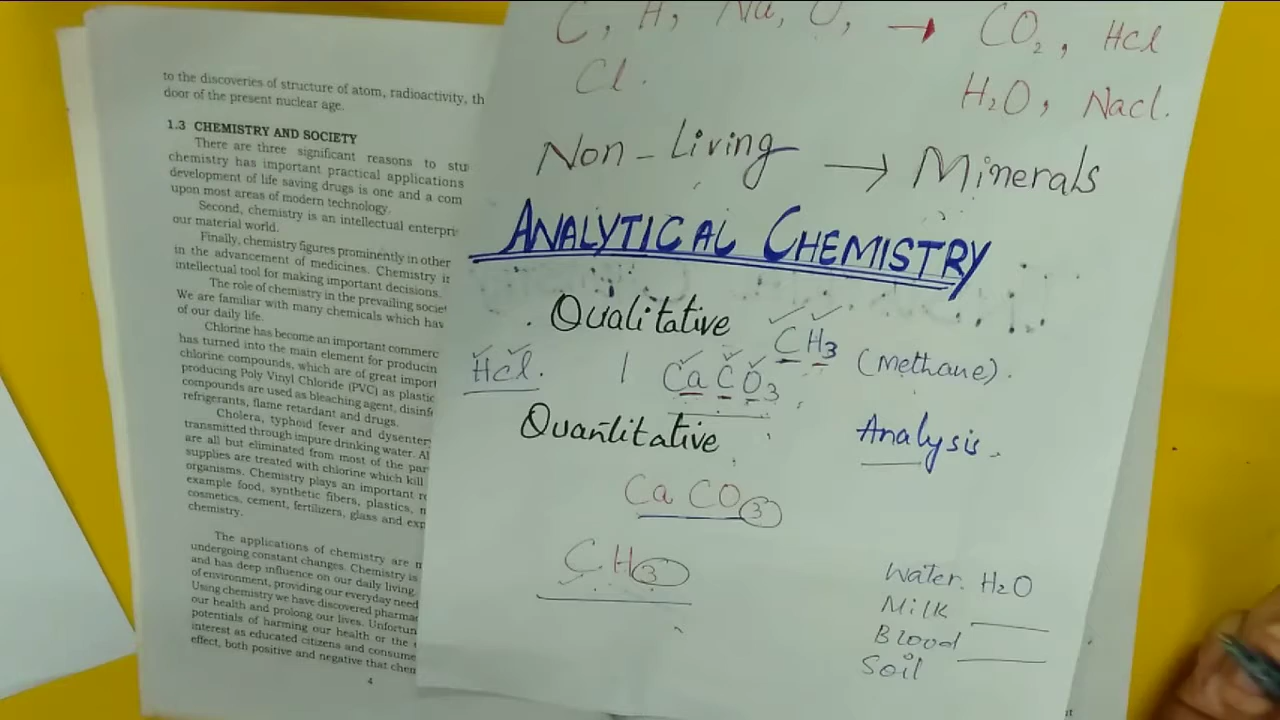 to the discoveries of structure of atom, radioactivity, th
door of the present nuclear age.
1.3 CHEMISTRY AND SOCIETY
There are three significant reasons to stu
chemistry has important practical applications
development of life saving drugs is one and a com
upon most areas of modern technology.
Second, chemistry is an intellectual enterpri
our material world.
Finally, chemistry figures prominently in other
in the advancement of medicines. Chemistry i
intellectual tool for making important decisions.
The role of chemistry in the prevailing socie
We are familiar with many chemicals which hav
of our daily life.
Chlorine has become an important commerc
has turned into the main element for producin
chlorine compounds, which are of great import
producing Poly Vinyl Chloride (PVC) as plastic
compounds are used as bleaching agent, disinf
refrigerants, flame retardant and drugs.
Cholera, typhoid fever and dysenter
transmitted through impure drinking water. Al
are all but eliminated from most of the par
supplies are treated with chlorine which kill
organisms. Chemistry plays an important r
example food, synthetic fibers, plastics, m
cosmetics, cement, fertilizers, glass and exp
chemistry.
The applications of chemistry are n
undergoing constant changes. Chemistry is
and has deep influence on our daily living.
of environment, providing our everyday need
Using chemistry we have discovered pharma
our health and prolong our lives. Unfortun
potentials of harming our health or the
interest as educated citizens and consume
effect, both positive and negative that chem
4
C, H, Na, O, → CO2, Hcl
Cl. H2O, Nacl.
Non-Living → Minerals
ANALYTICAL CHEMISTRY
Qualitative CH3 (Methane).
Hcl. | CaCO3
Quantitative Analysis.
CaCO3
CH3
Water. H2O
Milk
Blood
Soil